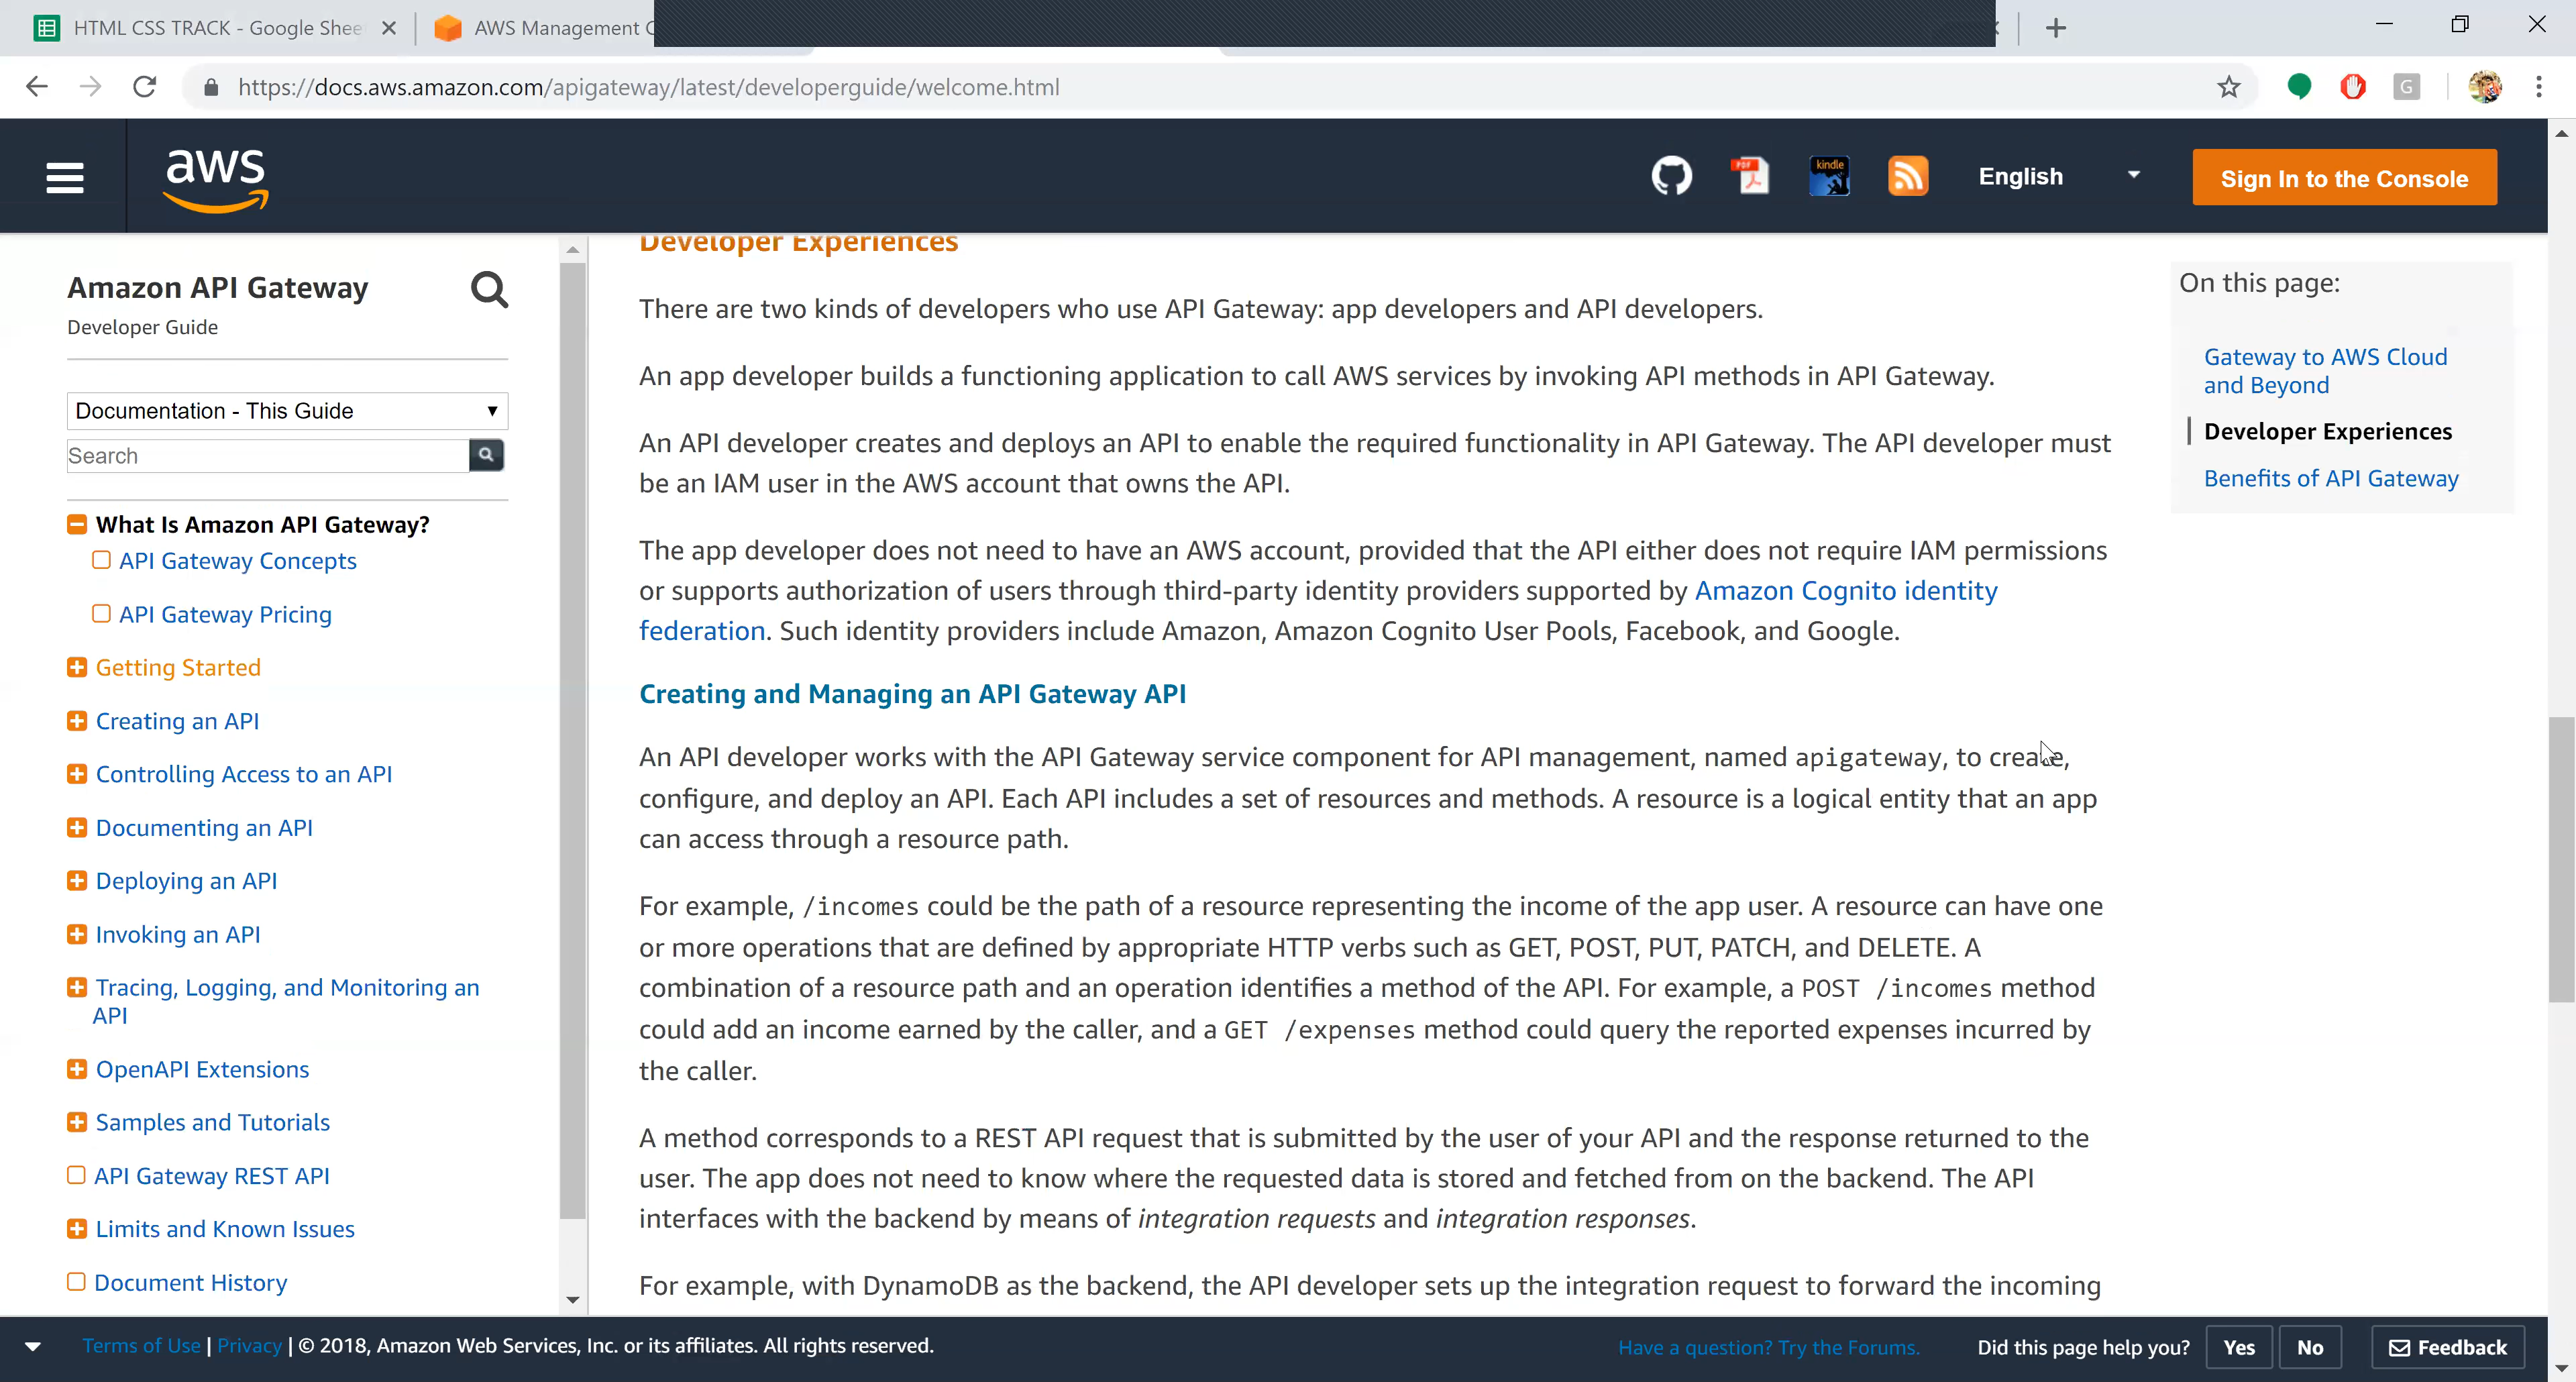 HTML CSS TRACK - Google Shee
AWS Management C
https://docs.aws.amazon.com/apigateway/latest/developerguide/welcome.html
G
aws
PDF
kindle
English
Sign In to the Console
Amazon API Gateway
Developer Guide
Documentation - This Guide
Search
What Is Amazon API Gateway?
API Gateway Concepts
API Gateway Pricing
Getting Started
Creating an API
Controlling Access to an API
Documenting an API
Deploying an API
Invoking an API
Tracing, Logging, and Monitoring an
API
OpenAPI Extensions
Samples and Tutorials
API Gateway REST API
Limits and Known Issues
Document History
Developer Experiences
There are two kinds of developers who use API Gateway: app developers and API developers.
An app developer builds a functioning application to call AWS services by invoking API methods in API Gateway.
An API developer creates and deploys an API to enable the required functionality in API Gateway. The API developer must
be an IAM user in the AWS account that owns the API.
The app developer does not need to have an AWS account, provided that the API either does not require IAM permissions
or supports authorization of users through third-party identity providers supported by Amazon Cognito identity
federation. Such identity providers include Amazon, Amazon Cognito User Pools, Facebook, and Google.
Creating and Managing an API Gateway API
An API developer works with the API Gateway service component for API management, named apigateway, to create,
configure, and deploy an API. Each API includes a set of resources and methods. A resource is a logical entity that an app
can access through a resource path.
For example, /incomes could be the path of a resource representing the income of the app user. A resource can have one
or more operations that are defined by appropriate HTTP verbs such as GET, POST, PUT, PATCH, and DELETE. A
combination of a resource path and an operation identifies a method of the API. For example, a POST /incomes method
could add an income earned by the caller, and a GET /expenses method could query the reported expenses incurred by
the caller.
A method corresponds to a REST API request that is submitted by the user of your API and the response returned to the
user. The app does not need to know where the requested data is stored and fetched from on the backend. The API
interfaces with the backend by means of integration requests and integration responses.
For example, with DynamoDB as the backend, the API developer sets up the integration request to forward the incoming
On this page:
Gateway to AWS Cloud
and Beyond
Developer Experiences
Benefits of API Gateway
Terms of Use | Privacy | © 2018, Amazon Web Services, Inc. or its affiliates. All rights reserved.
Have a question? Try the Forums.
Did this page help you?
Yes
No
Feedback